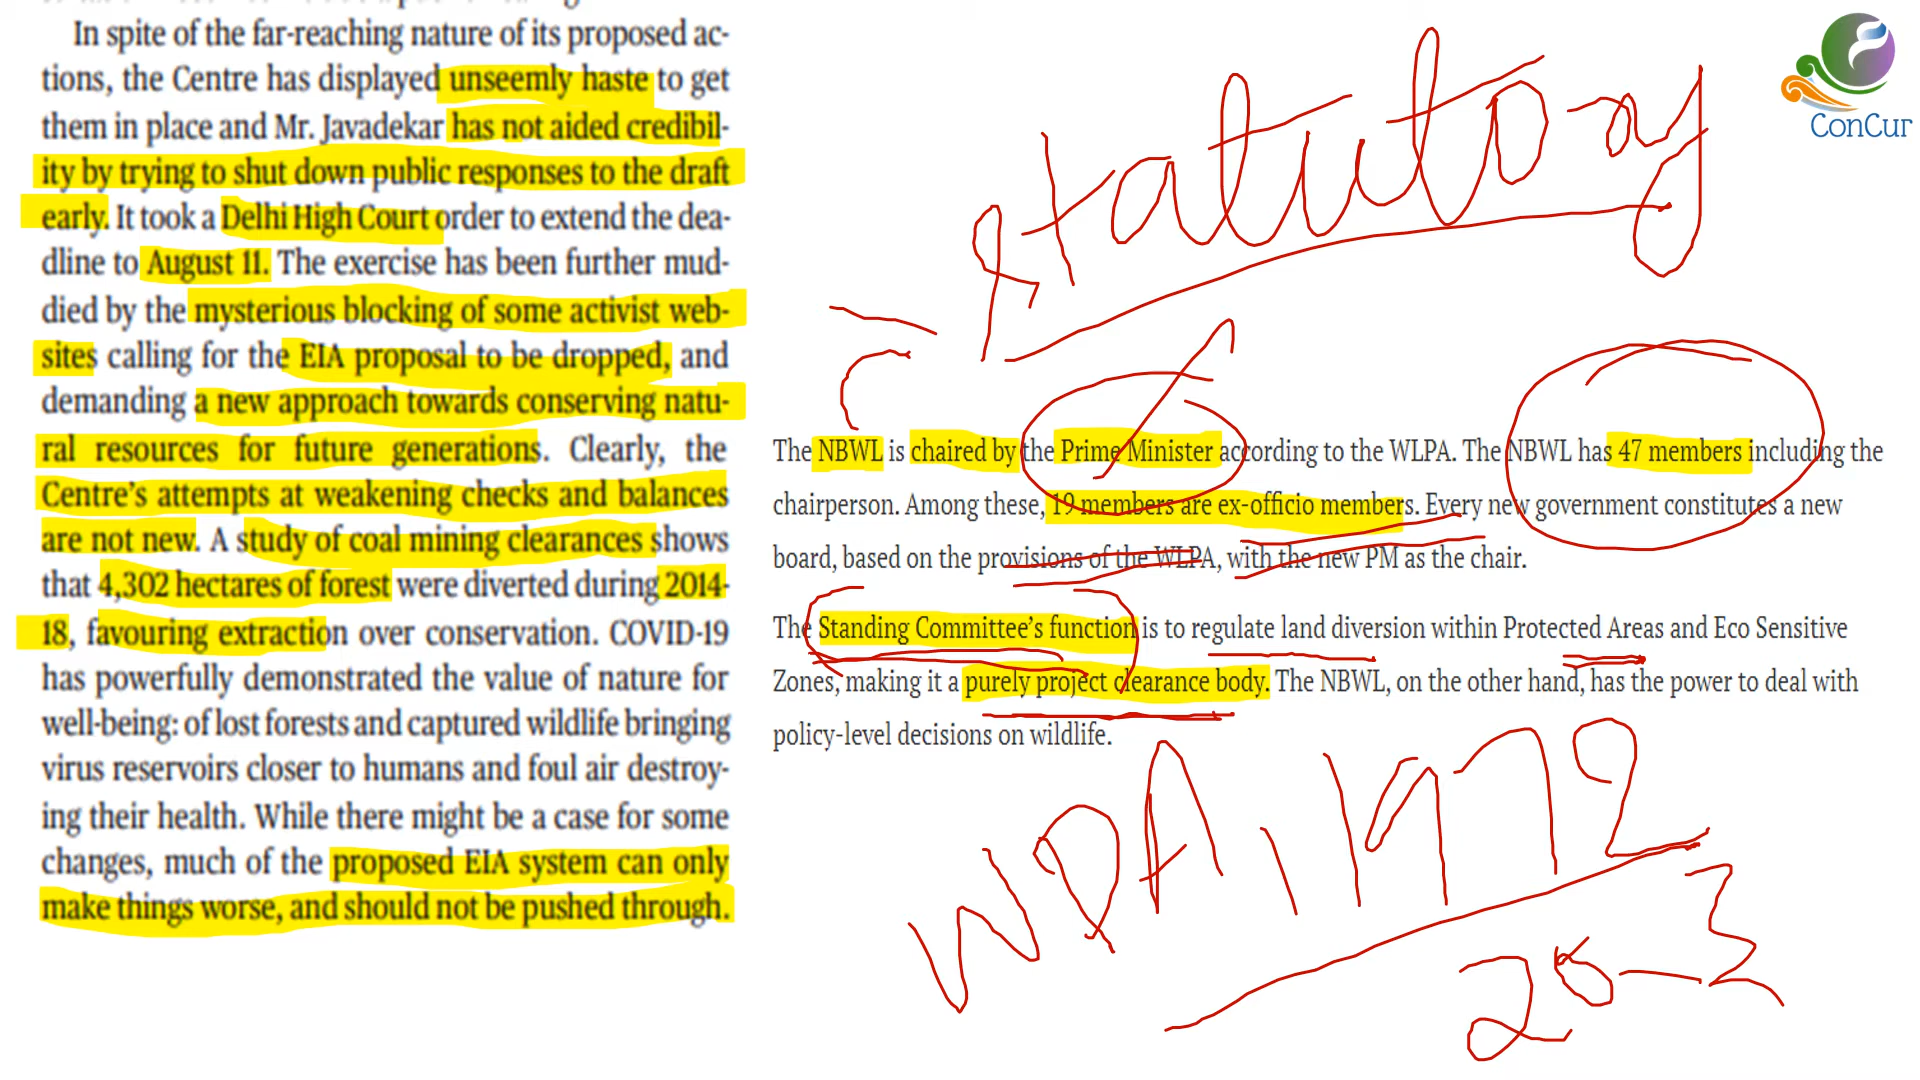 In spite of the far-reaching nature of its proposed ac-
tions, the Centre has displayed unseemly haste to get
them in place and Mr. Javadekar has not aided credibil-
ity by trying to shut down public responses to the draft
early. It took a Delhi High Court order to extend the dea-
dline to August 11. The exercise has been further mud-
died by the mysterious blocking of some activist web-
sites calling for the EIA proposal to be dropped, and
demanding a new approach towards conserving natu-
ral resources for future generations. Clearly, the
Centre's attempts at weakening checks and balances
are not new. A study of coal mining clearances shows
that 4,302 hectares of forest were diverted during 2014-
18, favouring extraction over conservation. COVID-19
has powerfully demonstrated the value of nature for
well-being: of lost forests and captured wildlife bringing
virus reservoirs closer to humans and foul air destroy-
ing their health. While there might be a case for some
changes, much of the proposed EIA system can only
make things worse, and should not be pushed through.
ConCur
statutory
The NBWL is chaired by the Prime Minister according to the WLPA. The NBWL has 47 members including the
chairperson. Among these, 19 members are ex-officio members. Every new government constitutes a new
board, based on the provisions of the WLPA, with the new PM as the chair.
The Standing Committee's function is to regulate land diversion within Protected Areas and Eco Sensitive
Zones, making it a purely project clearance body. The NBWL, on the other hand, has the power to deal with
policy-level decisions on wildlife.
WPA, 1972